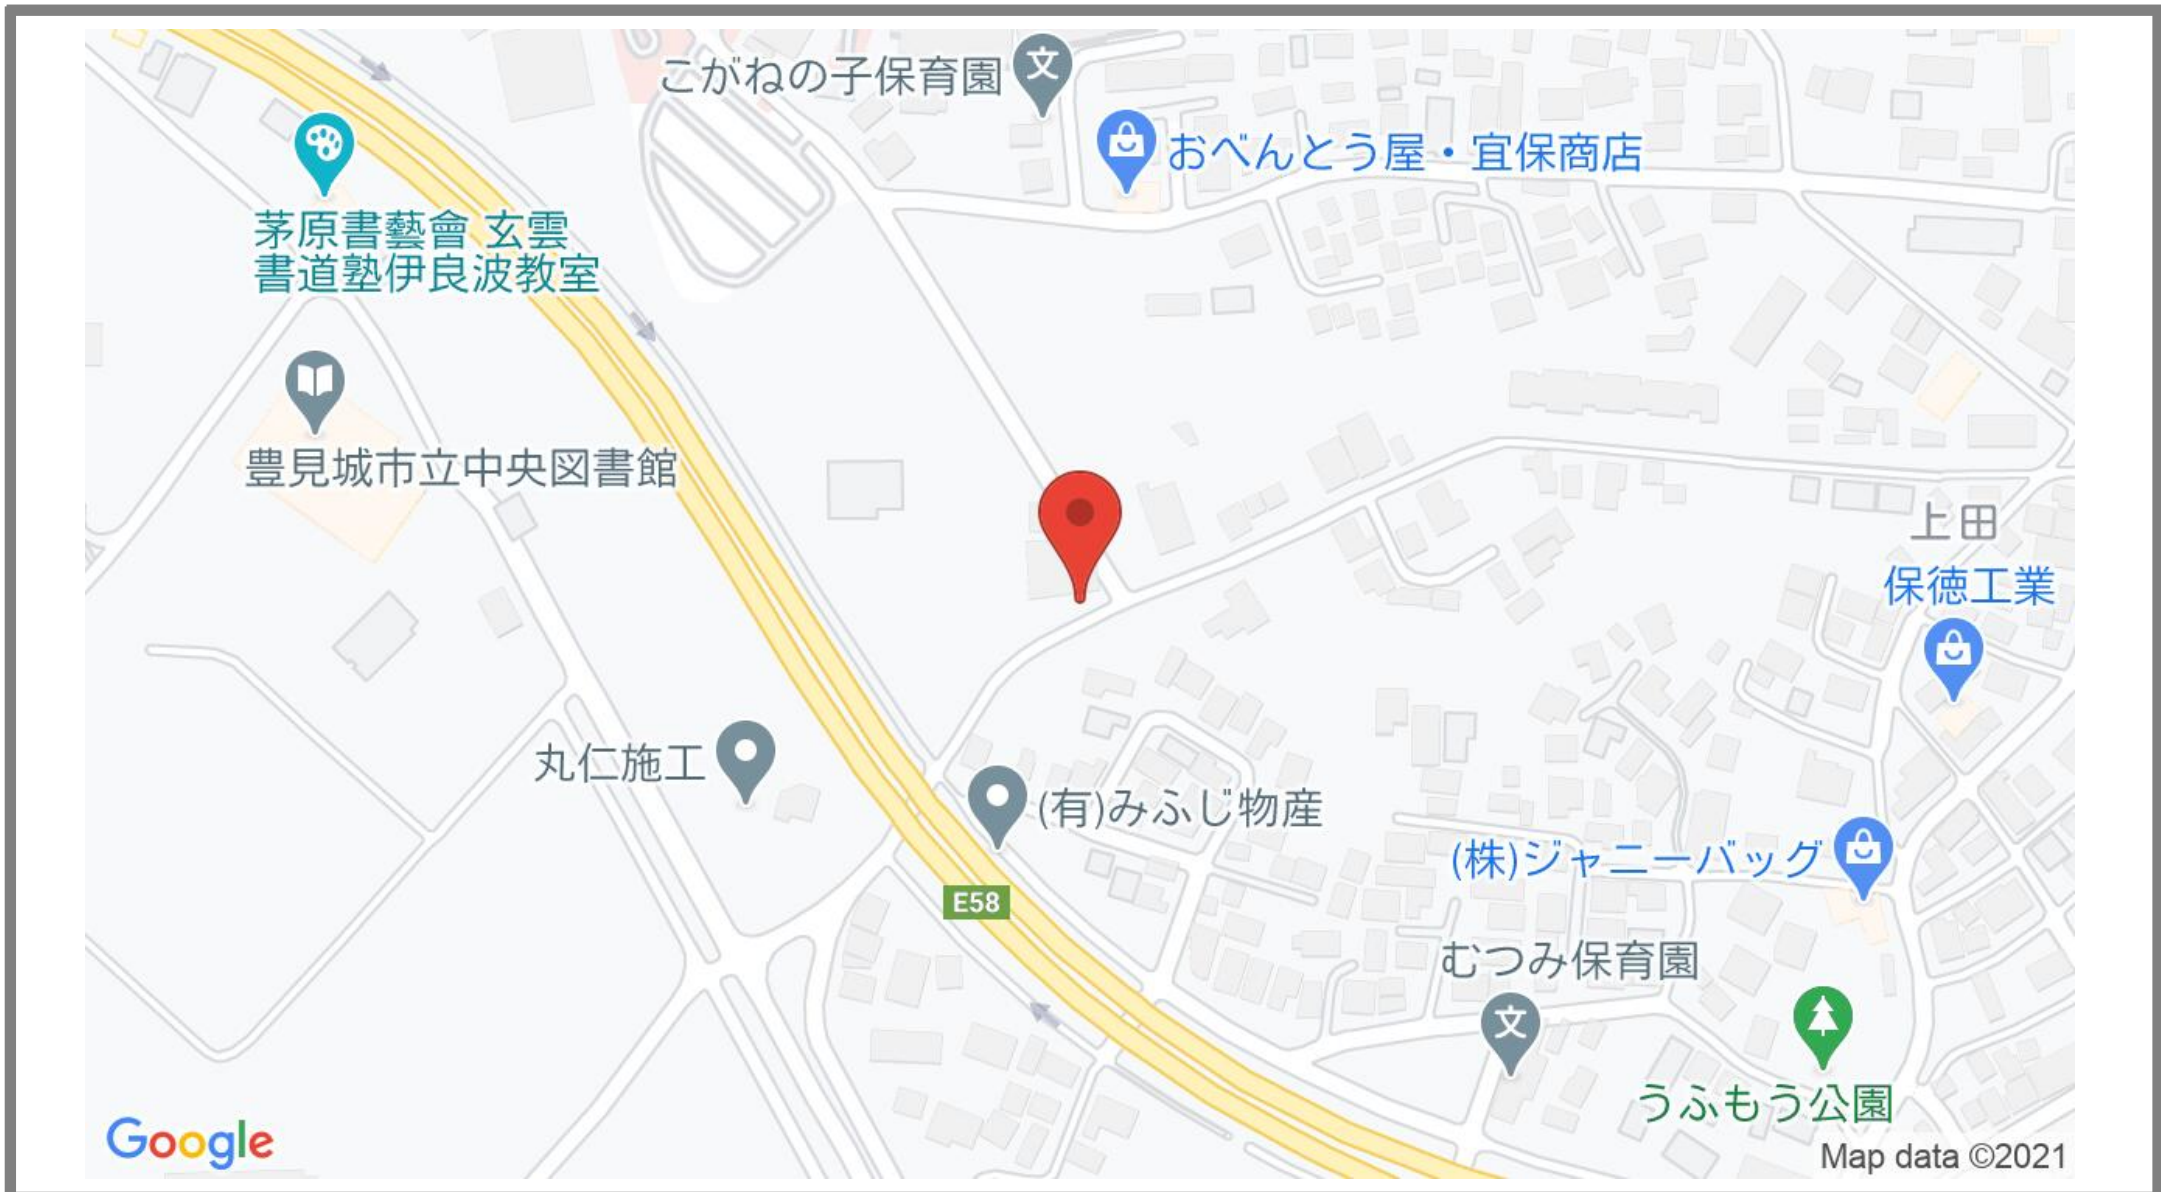 こがねの子保育園
文
おべんとう屋・宜保商店
茅原書藝會 玄雲
書道塾伊良波教室
豊見城市立中央図書館
上田
保徳工業
丸仁施工
(有)みふじ物産
(株)ジャニーバッグ
E58
むつみ保育園
文
うふもう公園
Google
Map data ©2021